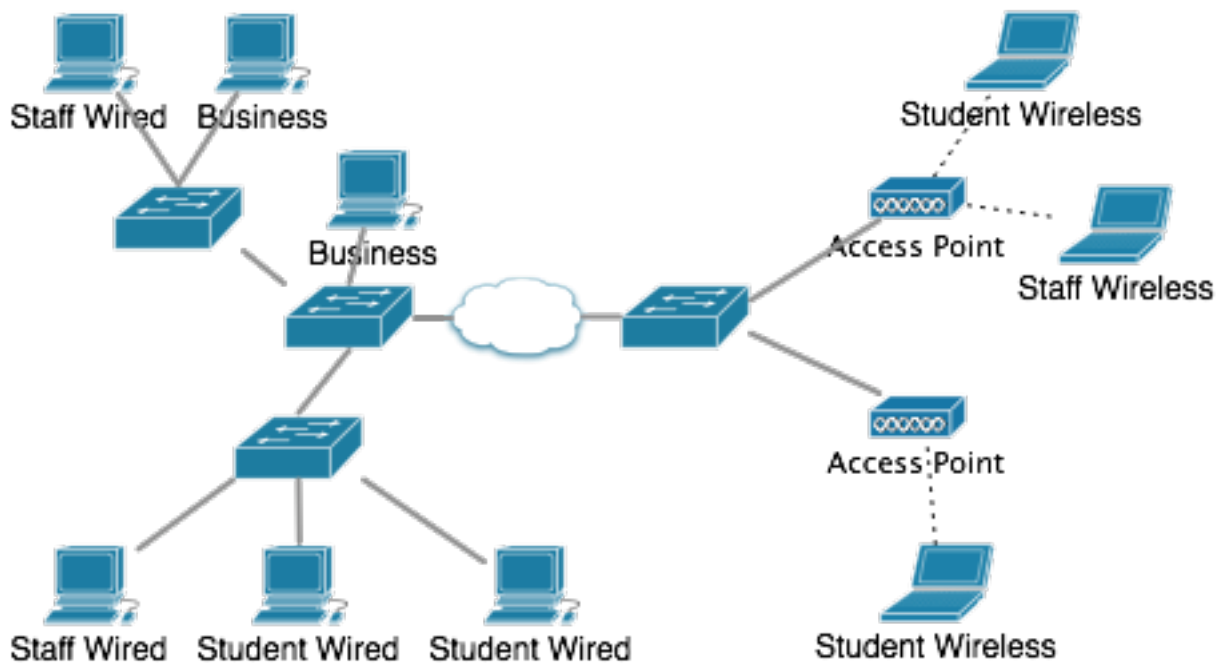 Student Wireless
Staff Wired
Business
Business
Access Point
Staff Wireless
Access Point
Staff Wired
Student Wired
Student Wired
Student Wireless